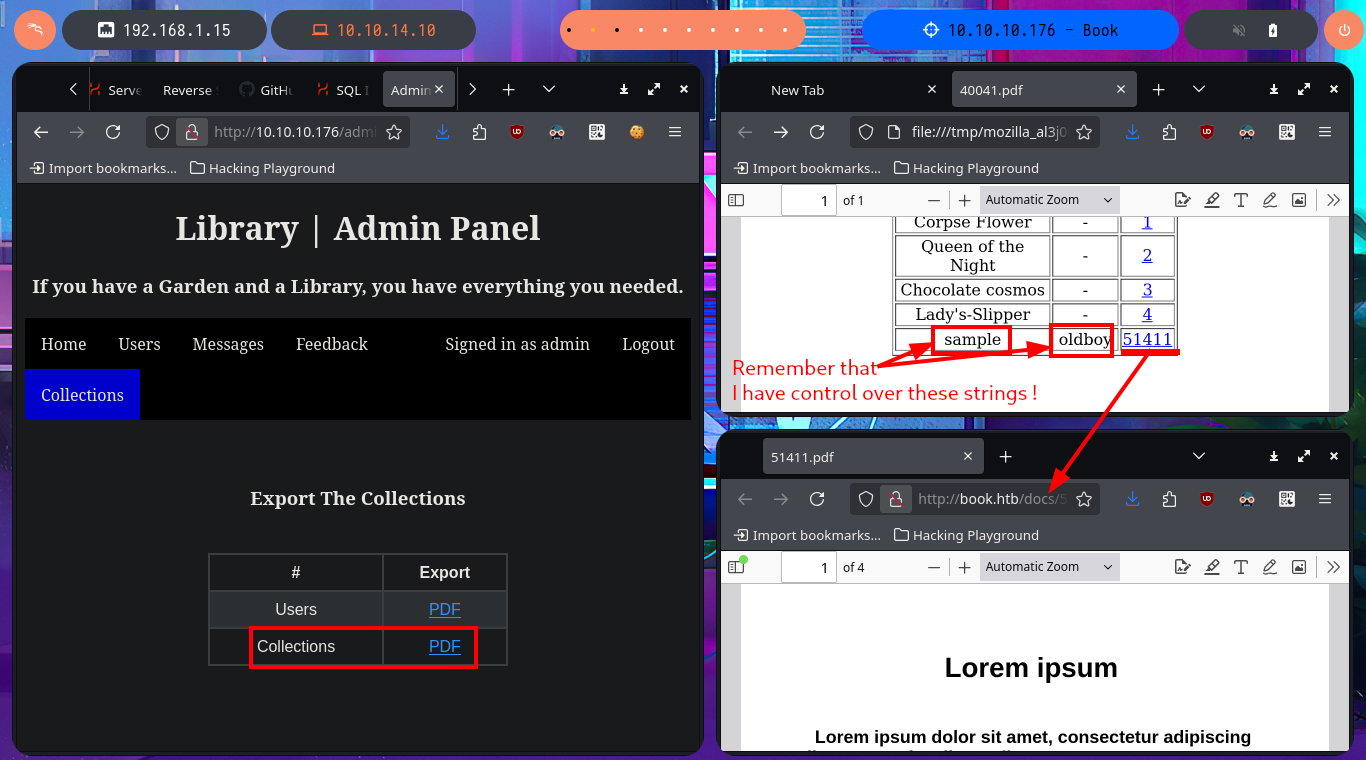 192.168.1.15
10.10.14.10
10.10.10.176 - Book
Serve
Reverse
GitHu
SQL I
Admin
http://10.10.10.176/admi
Import bookmarks...
Hacking Playground
Library | Admin Panel
If you have a Garden and a Library, you have everything you needed.
Home Users Messages Feedback Signed in as admin Logout
Collections
Export The Collections
# Export
Users PDF
Collections PDF
New Tab
40041.pdf
file:///tmp/mozilla_al3j0
Import bookmarks...
Hacking Playground
1 of 1
Automatic Zoom
Corpse Flower - 1
Queen of the
Night - 2
Chocolate cosmos - 3
Lady's-Slipper - 4
sample oldboy 51411
Remember that
I have control over these strings !
51411.pdf
http://book.htb/docs/5
Import bookmarks...
Hacking Playground
1 of 4
Automatic Zoom
Lorem ipsum
Lorem ipsum dolor sit amet, consectetur adipiscing